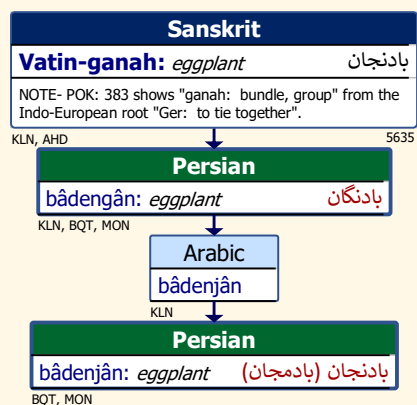 Sanskrit
Vatin-ganah: eggplant بادنجان
NOTE- POK: 383 shows "ganah: bundle, group" from the
Indo-European root "Ger: to tie together".
KLN, AHD 5635
Persian
bâdengân: eggplant بادنگان
KLN, BQT, MON
Arabic
bâdenjân
KLN
Persian
bâdenjân: eggplant بادنجان (بادمجان)
BQT, MON